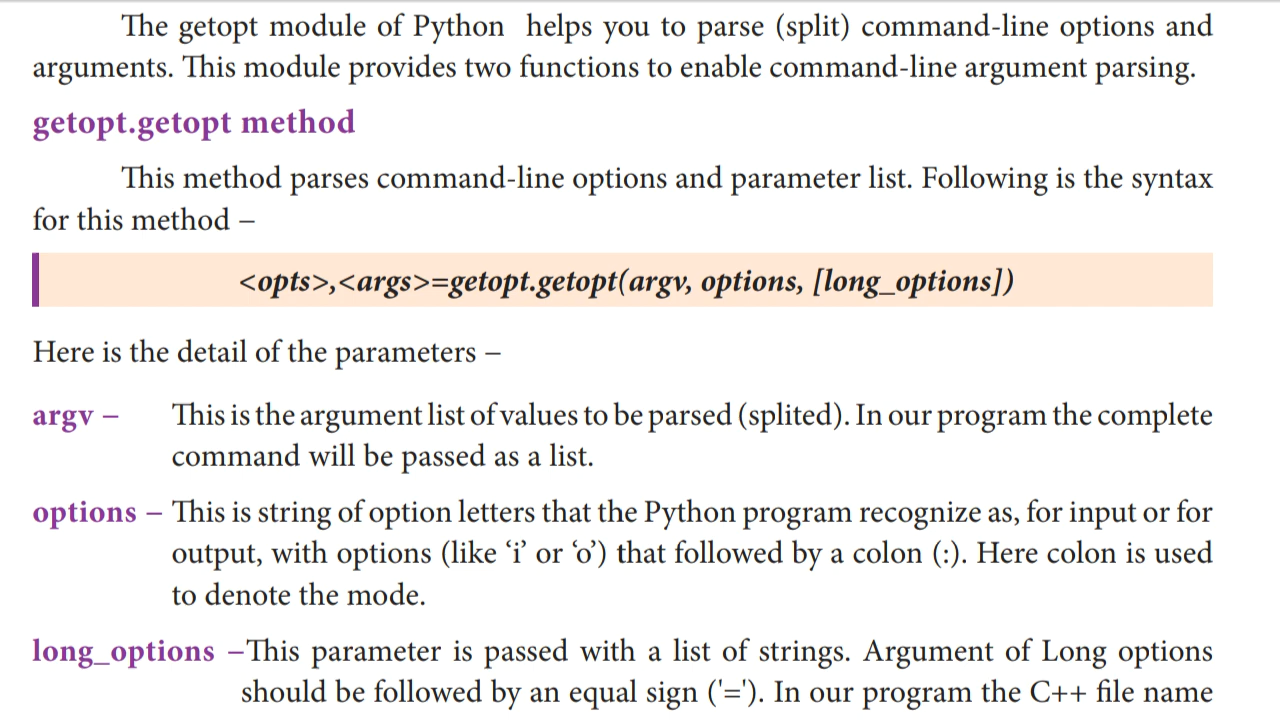 The getopt module of Python helps you to parse (split) command-line options and
arguments. This module provides two functions to enable command-line argument parsing.
getopt.getopt method
This method parses command-line options and parameter list. Following is the syntax
for this method –
<opts>,<args>=getopt.getopt(argv, options, [long_options])
Here is the detail of the parameters –
argv – This is the argument list of values to be parsed (splited). In our program the complete
command will be passed as a list.
options – This is string of option letters that the Python program recognize as, for input or for
output, with options (like ‘i’ or ‘o’) that followed by a colon (:). Here colon is used
to denote the mode.
long_options –This parameter is passed with a list of strings. Argument of Long options
should be followed by an equal sign ('='). In our program the C++ file name